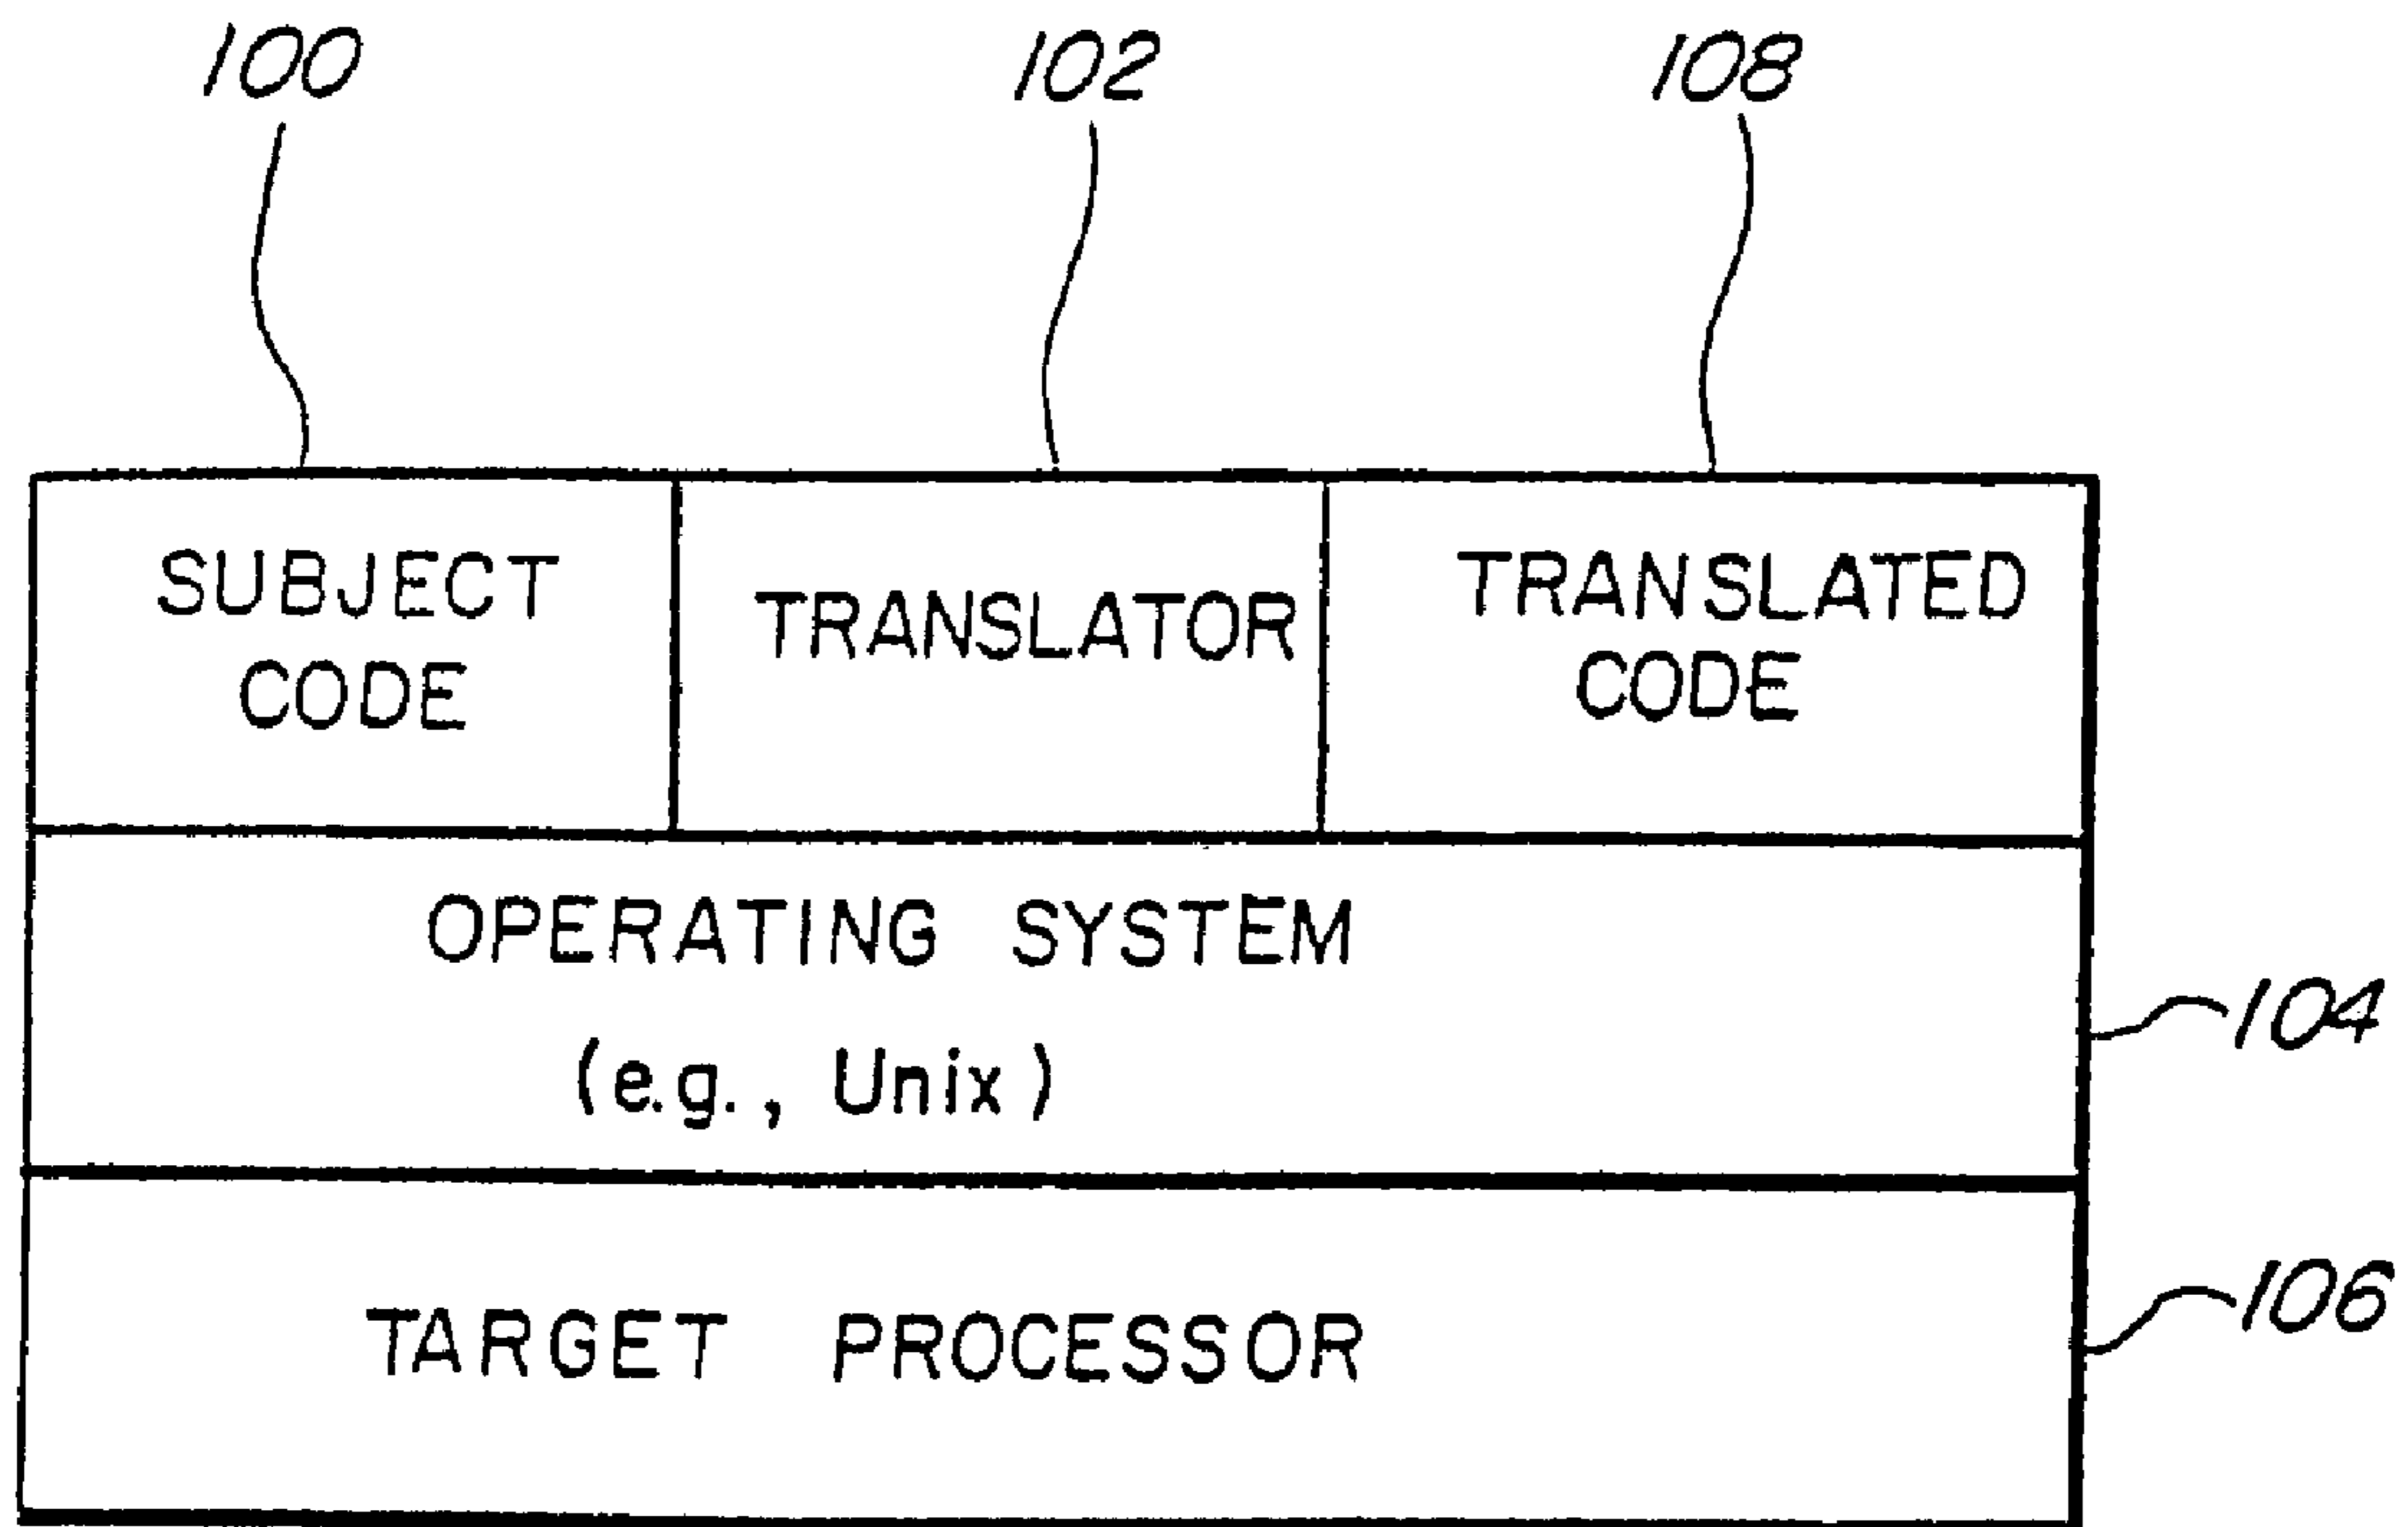 100 102 108
SUBJECT CODE
TRANSLATOR
TRANSLATED CODE
OPERATING SYSTEM
(e.g., Unix)
104
TARGET PROCESSOR
106